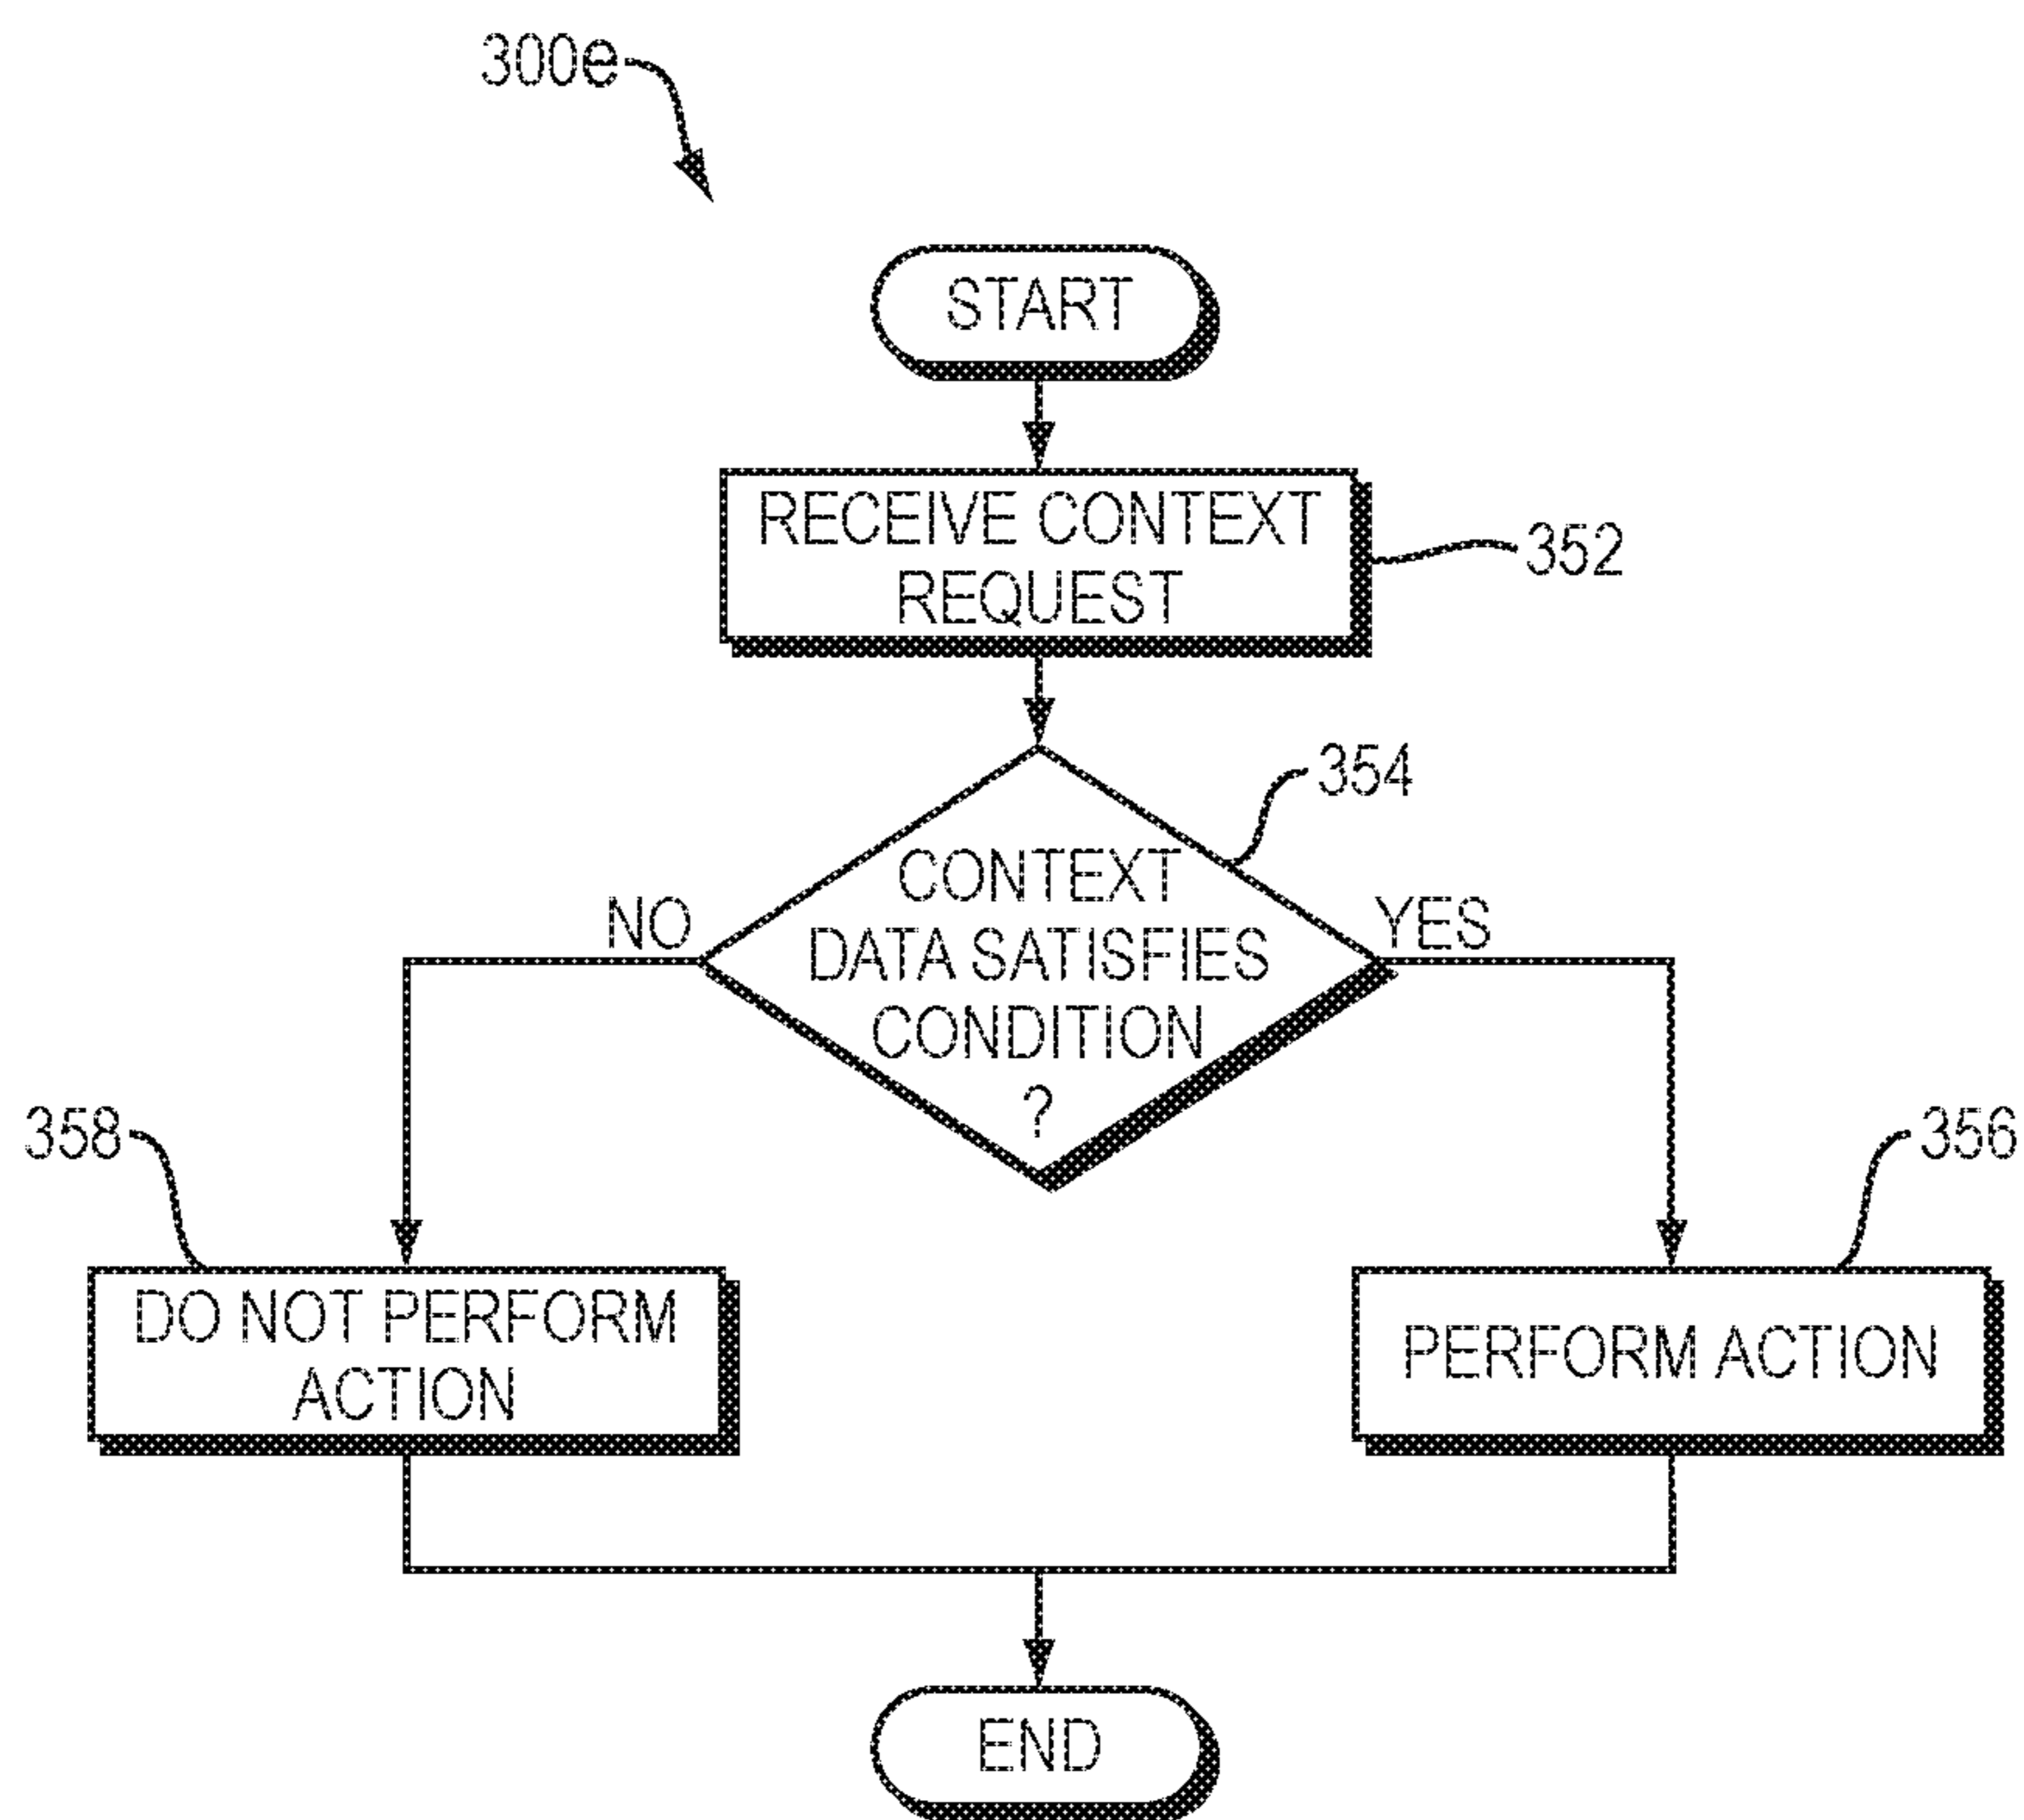 300e
START
RECEIVE CONTEXT
REQUEST
352
354
CONTEXT
DATA SATISFIES
CONDITION
?
NO
YES
358
356
DO NOT PERFORM
ACTION
PERFORM ACTION
END